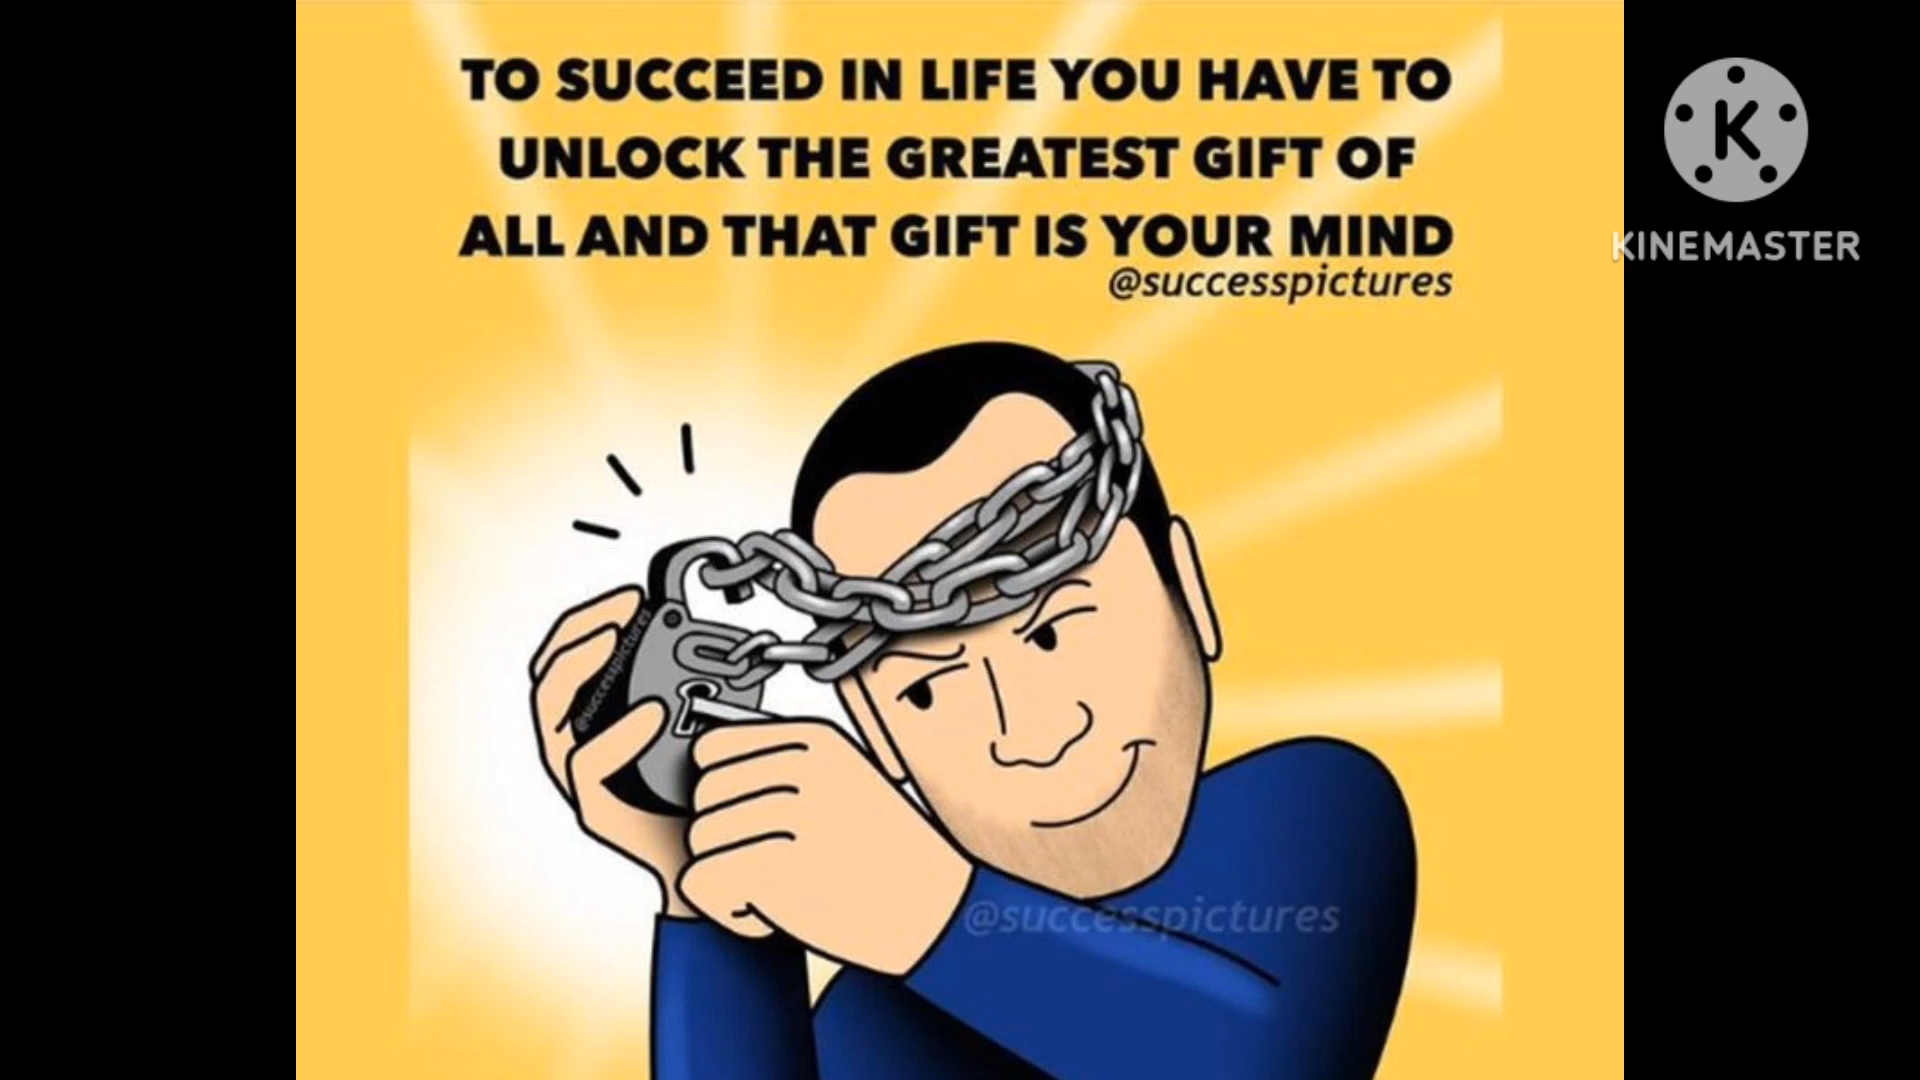 TO SUCCEED IN LIFE YOU HAVE TO
UNLOCK THE GREATEST GIFT OF
ALL AND THAT GIFT IS YOUR MIND
@successpictures
K
KINEMASTER
@successpictures
@successpictures